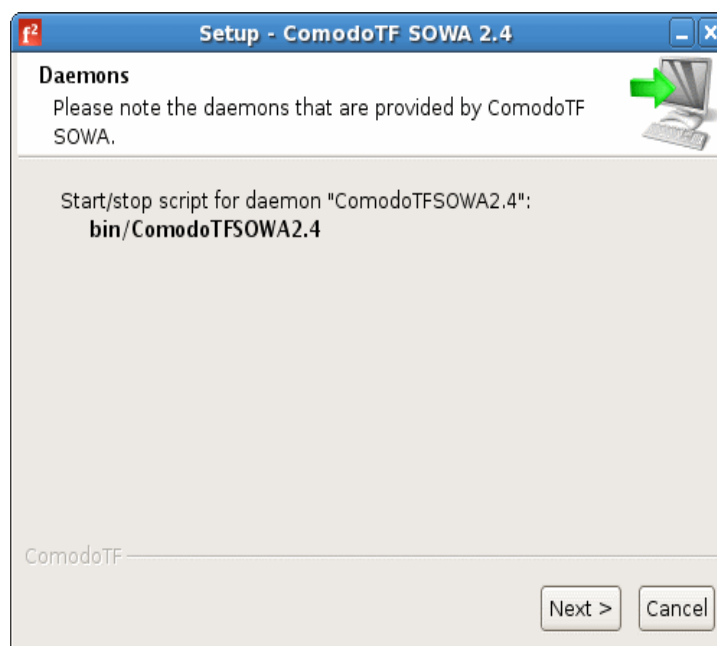 f²
Setup - ComodoTF SOWA 2.4
Daemons
Please note the daemons that are provided by ComodoTF
SOWA.
Start/stop script for daemon "ComodoTFSOWA2.4":
bin/ComodoTFSOWA2.4
ComodoTF
Next >
Cancel